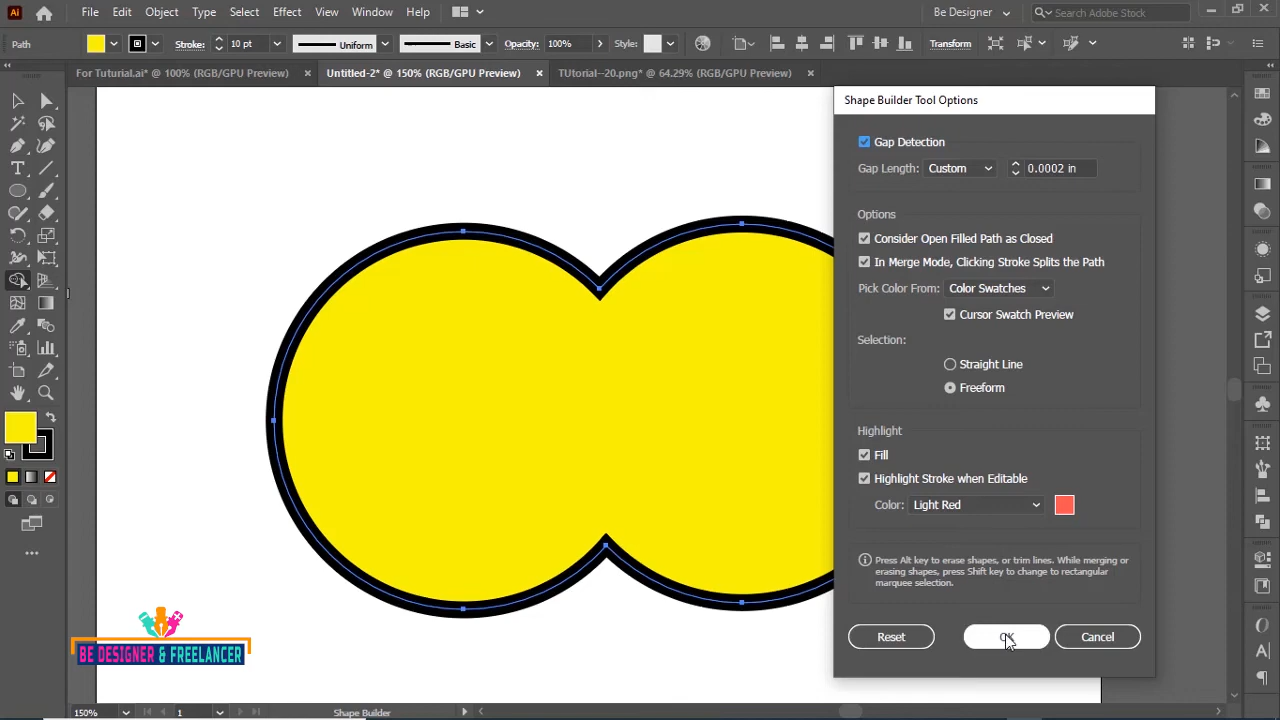 Ai File Edit Object Type Select Effect View Window Help Be Designer Search Adobe Stock
Path Stroke: 10 pt Uniform Basic Opacity: 100% Style: Transform
For Tuturial.ai* @ 100% (RGB/GPU Preview) Untitled-2* @ 150% (RGB/GPU Preview) TUtorial--20.png* @ 64.29% (RGB/GPU Preview)
Shape Builder Tool Options
Gap Detection
Gap Length: Custom 0.0002 in
Options
Consider Open Filled Path as Closed
In Merge Mode, Clicking Stroke Splits the Path
Pick Color From: Color Swatches
Cursor Swatch Preview
Selection:
Straight Line
Freeform
Highlight
Fill
Highlight Stroke when Editable
Color: Light Red
Press Alt key to erase shapes, or trim lines. While merging or
erasing shapes, press Shift key to change to rectangular
marquee selection.
Reset OK Cancel
BE DESIGNER & FREELANCER
150% 1 Shape Builder